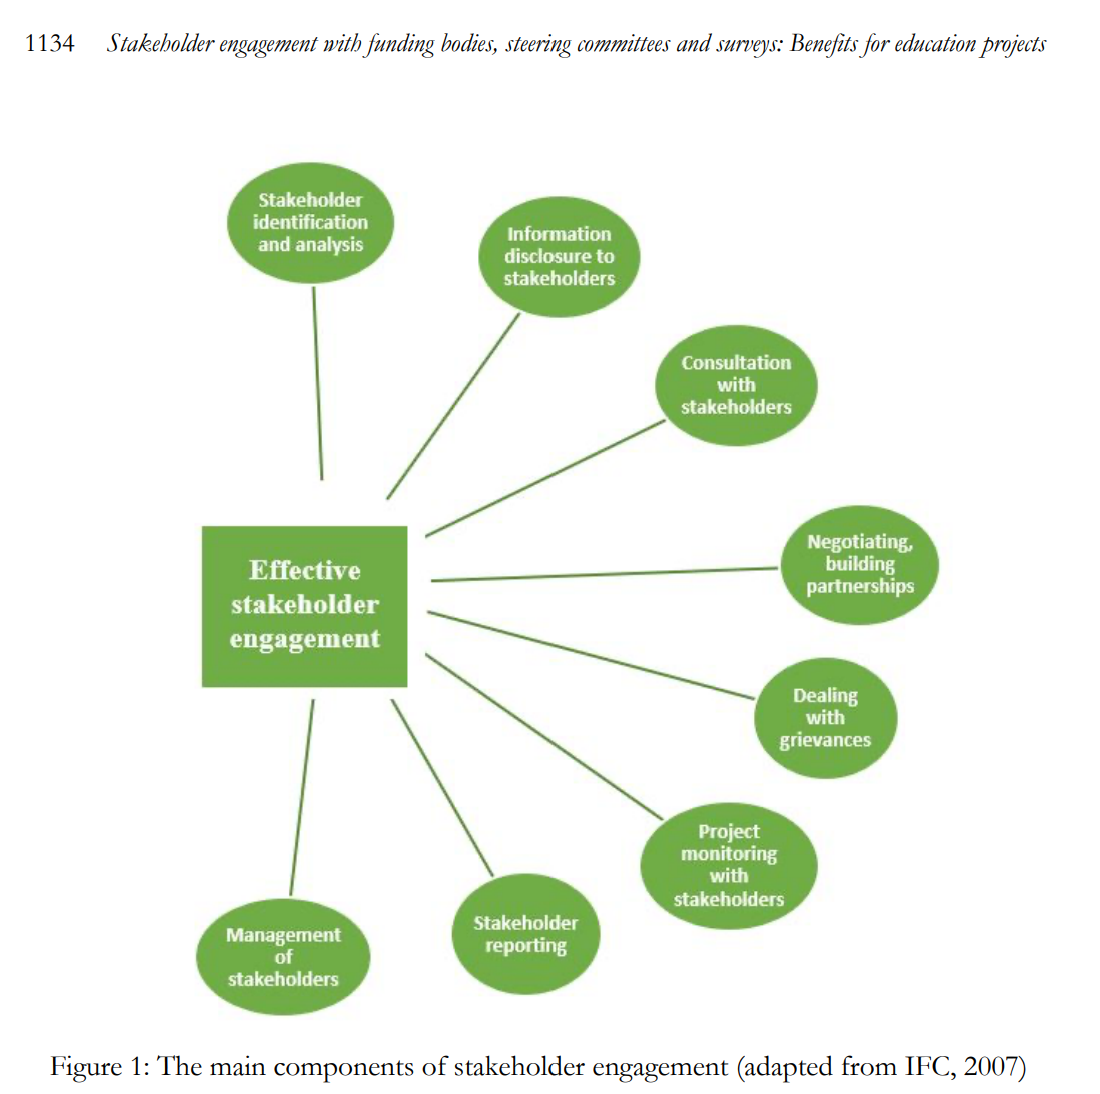 1134 Stakeholder engagement with funding bodies, steering committees and surveys: Benefits for education projects
Stakeholder
identification
and analysis
Information
disclosure to
stakeholders
Consultation
with
stakeholders
Negotiating,
building
partnerships
Effective
stakeholder
engagement
Dealing
with
grievances
Project
monitoring
with
stakeholders
Stakeholder
reporting
Management
of
stakeholders
Figure 1: The main components of stakeholder engagement (adapted from IFC, 2007)